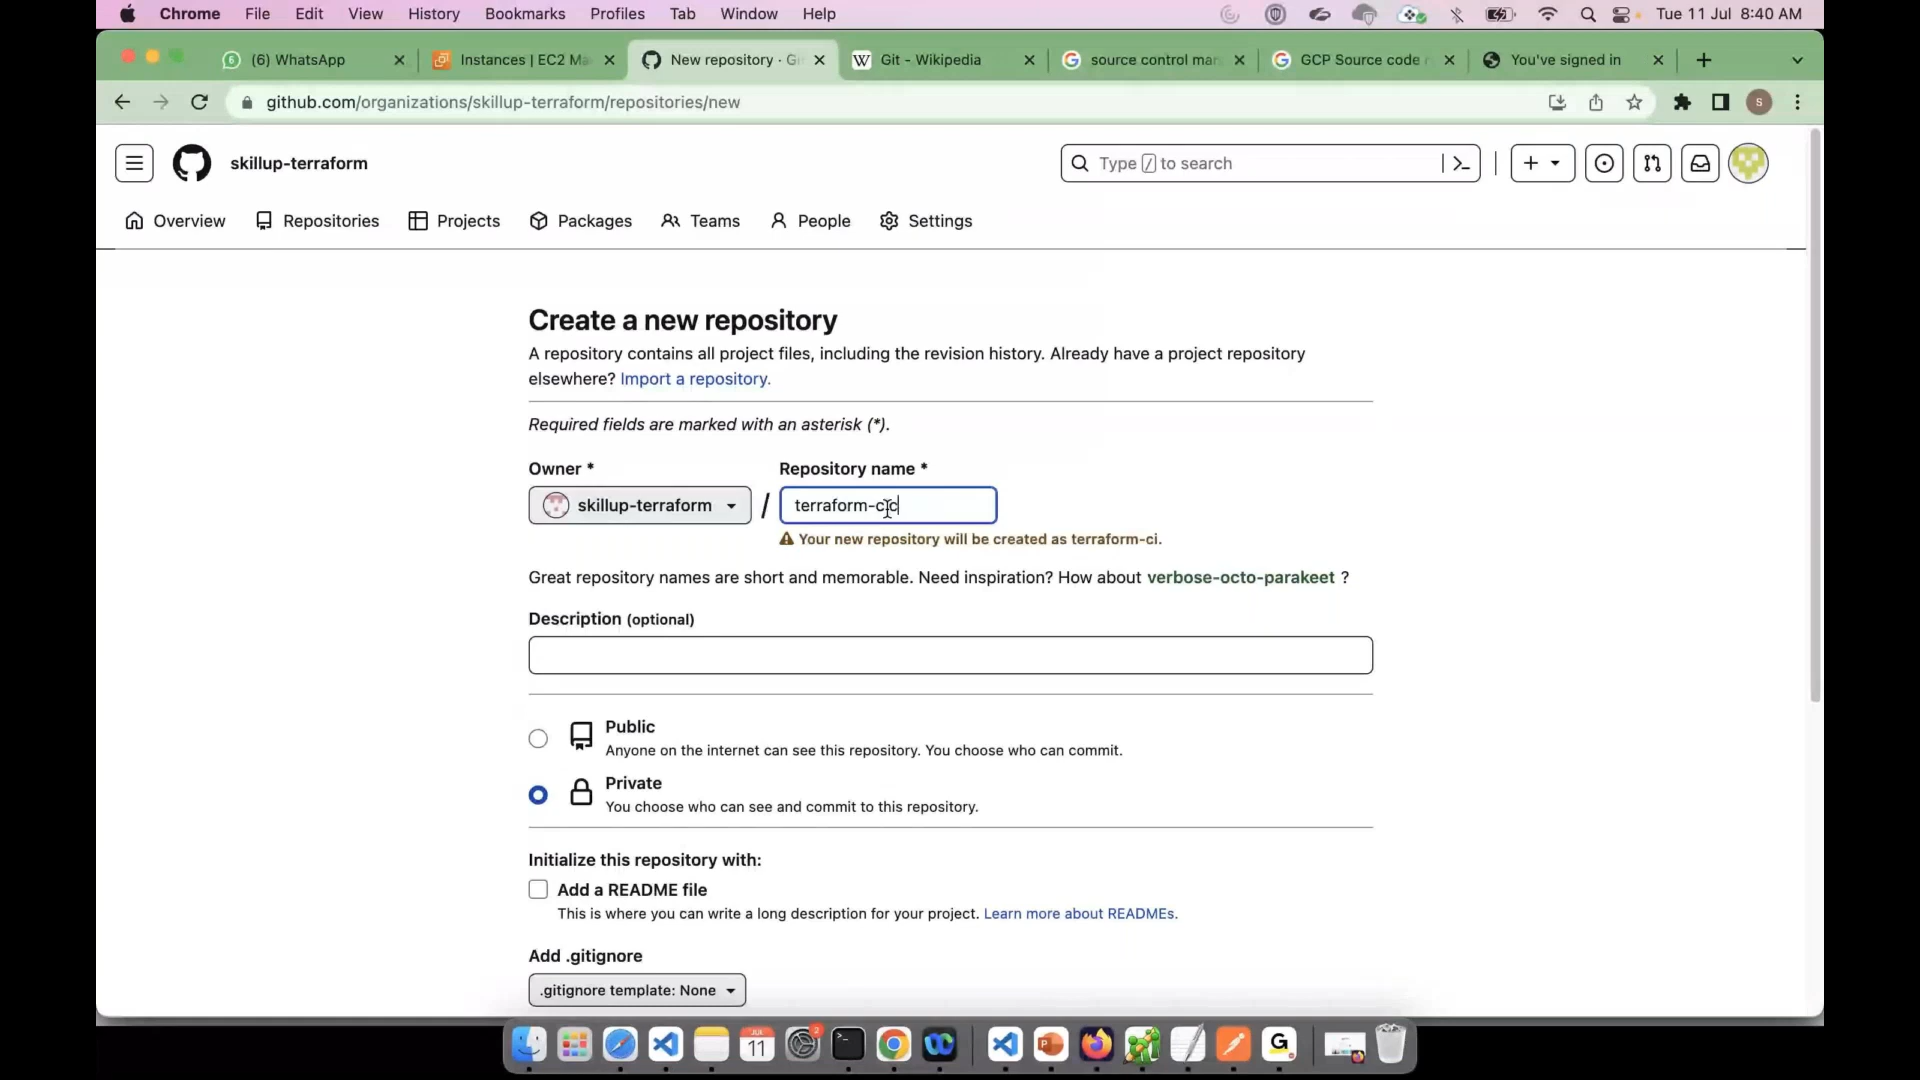 Chrome File Edit View History Bookmarks Profiles Tab Window Help Tue 11 Jul 8:40 AM
(6) WhatsApp Instances | EC2 Ma New repository · Gi Git - Wikipedia source control man GCP Source code r You've signed in
github.com/organizations/skillup-terraform/repositories/new S
skillup-terraform Type / to search
Overview Repositories Projects Packages Teams People Settings
Create a new repository
A repository contains all project files, including the revision history. Already have a project repository
elsewhere? Import a repository.
Required fields are marked with an asterisk (*).
Owner * Repository name *
skillup-terraform / terraform-cic
Your new repository will be created as terraform-ci.
Great repository names are short and memorable. Need inspiration? How about verbose-octo-parakeet ?
Description (optional)
Public
Anyone on the internet can see this repository. You choose who can commit.
Private
You choose who can see and commit to this repository.
Initialize this repository with:
Add a README file
This is where you can write a long description for your project. Learn more about READMEs.
Add .gitignore
.gitignore template: None
JUL
11
2
G